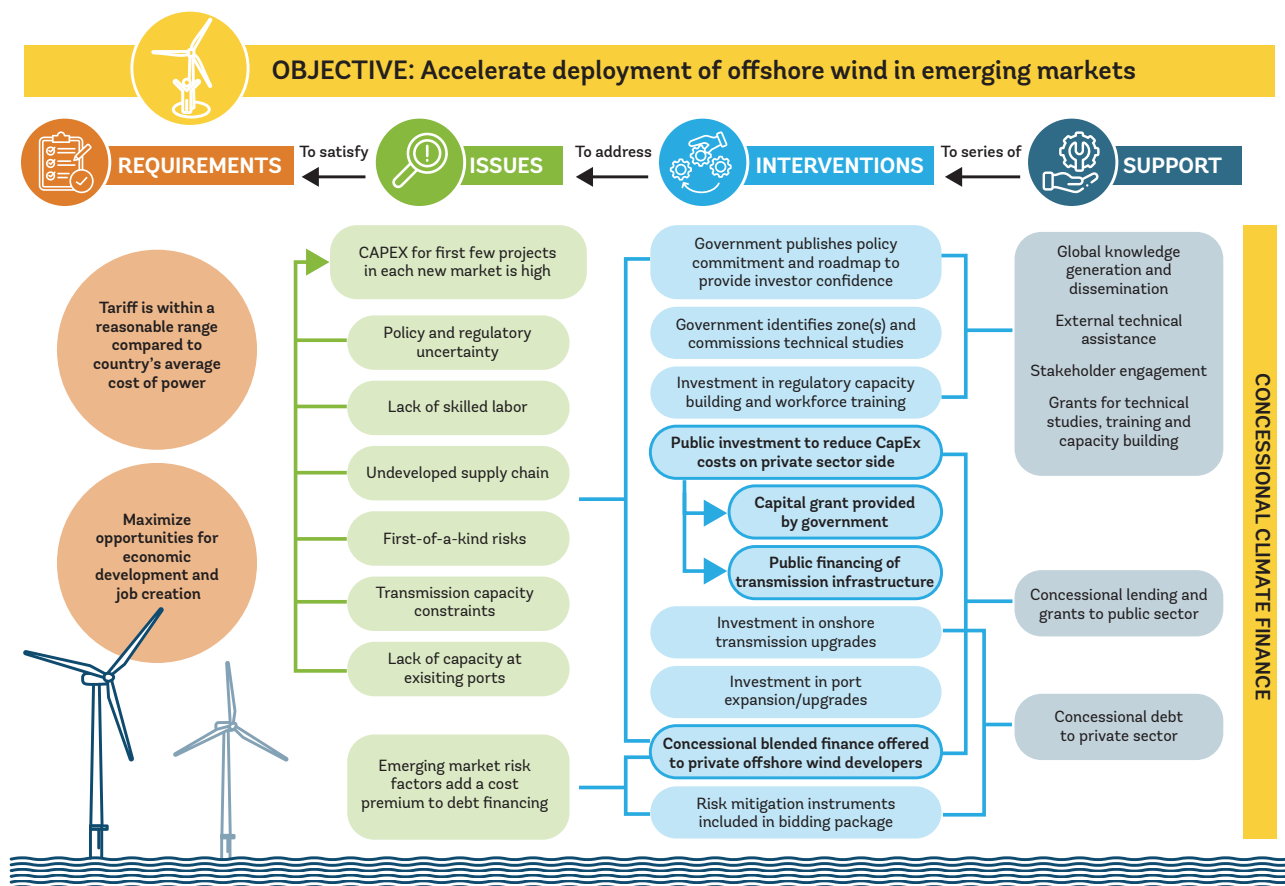 OBJECTIVE: Accelerate deployment of offshore wind in emerging markets
REQUIREMENTS
To satisfy
ISSUES
To address
INTERVENTIONS
To series of
SUPPORT
Tariff is within a
reasonable range
compared to
country's average
cost of power
Maximize
opportunities for
economic
development and
job creation
CAPEX for first few projects
in each new market is high
Policy and regulatory
uncertainty
Lack of skilled labor
Undeveloped supply chain
First-of-a-kind risks
Transmission capacity
constraints
Lack of capacity at
exisiting ports
Emerging market risk
factors add a cost
premium to debt financing
Government publishes policy
commitment and roadmap to
provide investor confidence
Government identifies zone(s) and
commissions technical studies
Investment in regulatory capacity
building and workforce training
Public investment to reduce CapEx
costs on private sector side
Capital grant provided
by government
Public financing of
transmission infrastructure
Investment in onshore
transmission upgrades
Investment in port
expansion/upgrades
Concessional blended finance offered
to private offshore wind developers
Risk mitigation instruments
included in bidding package
Global knowledge
generation and
dissemination
External technical
assistance
Stakeholder engagement
Grants for technical
studies, training and
capacity building
Concessional lending and
grants to public sector
Concessional debt
to private sector
CONCESSIONAL CLIMATE FINANCE